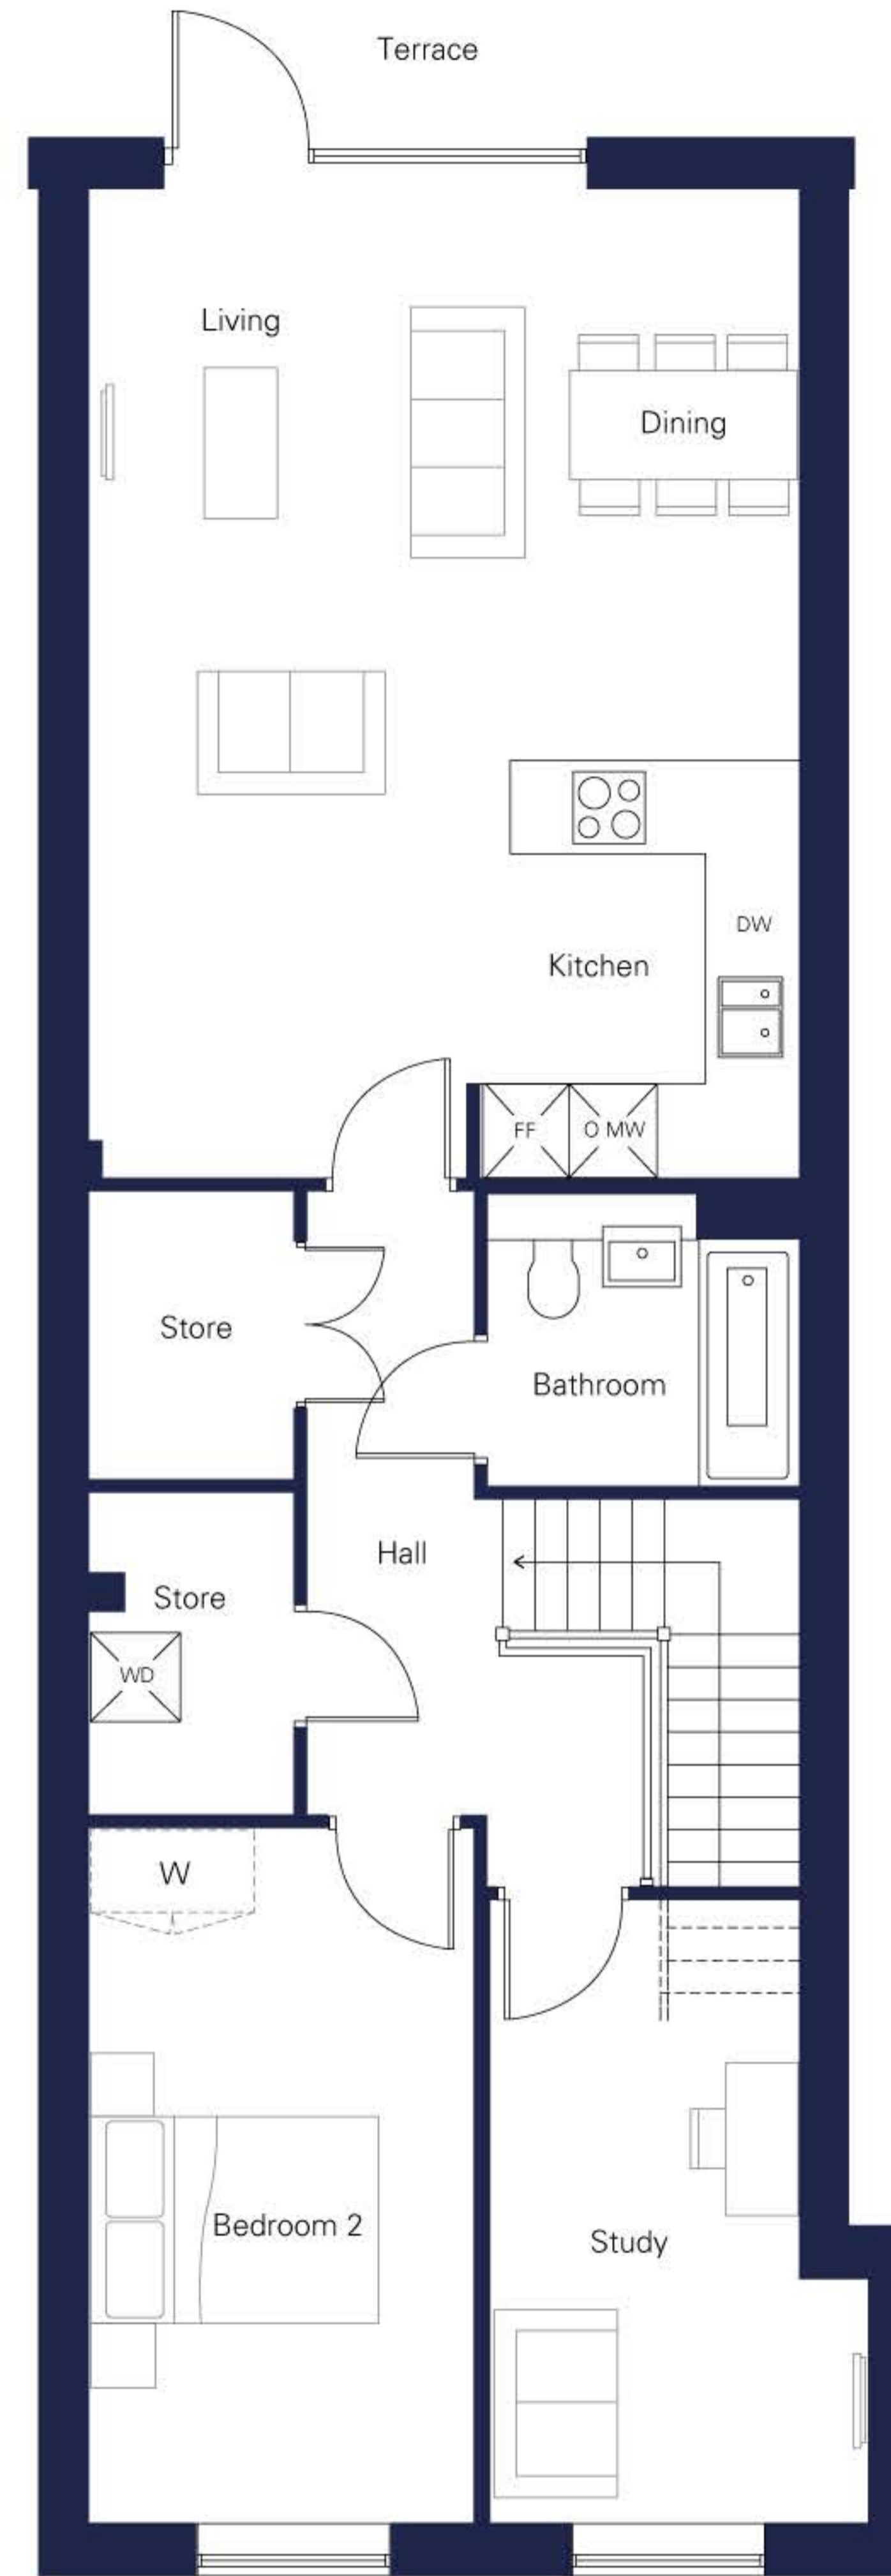 Terrace
Living
Dining
DW
Kitchen
FF
O MW
Store
Bathroom
Hall
Store
WD
W
Bedroom 2
Study